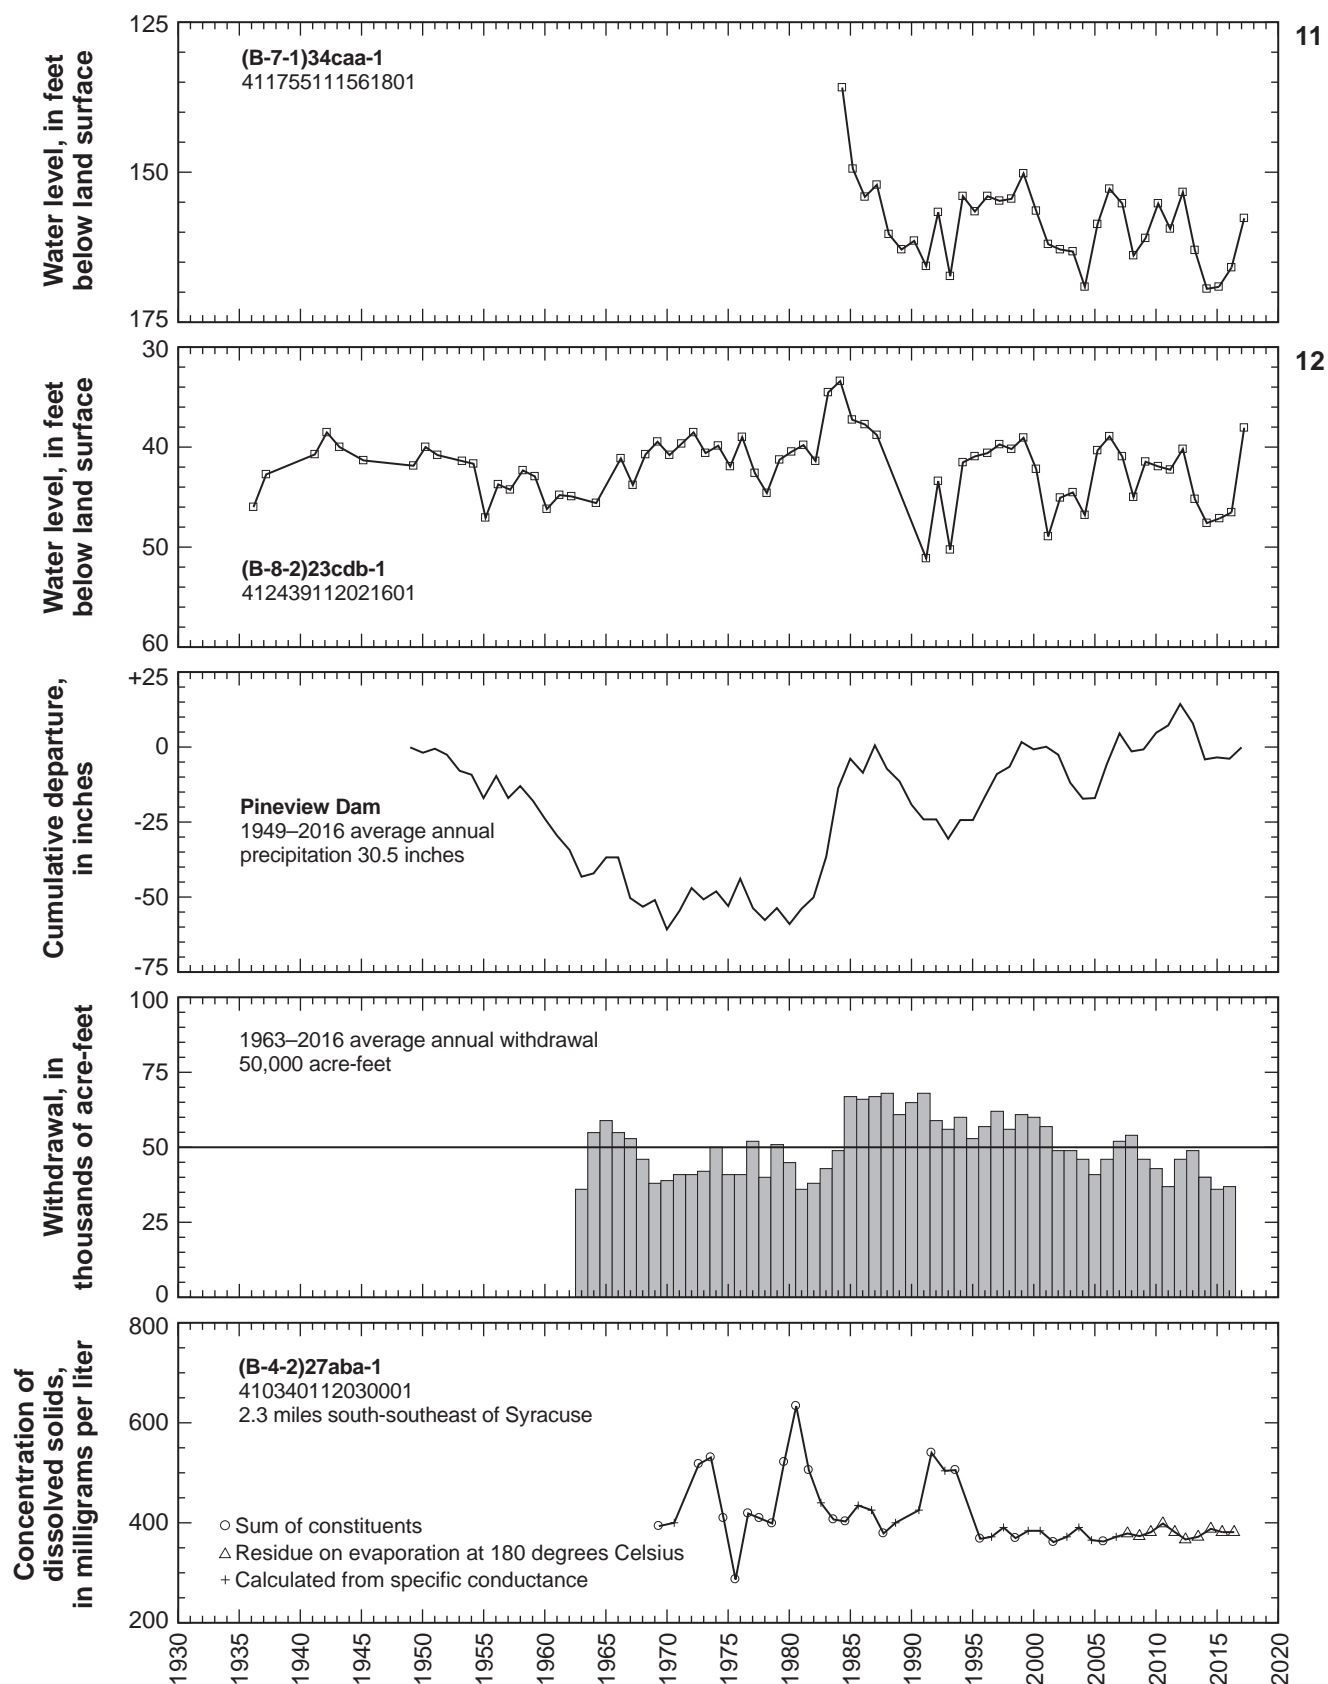 Water level, in feet
below land surface
125
150
175
(B-7-1)34caa-1
411755111561801
11
Water level, in feet
below land surface
30
40
50
60
(B-8-2)23cdb-1
412439112021601
12
Cumulative departure,
in inches
+25
0
-25
-50
-75
Pineview Dam
1949–2016 average annual
precipitation 30.5 inches
Withdrawal, in
thousands of acre-feet
100
75
50
25
0
1963–2016 average annual withdrawal
50,000 acre-feet
Concentration of
dissolved solids,
in milligrams per liter
800
600
400
200
(B-4-2)27aba-1
410340112030001
2.3 miles south-southeast of Syracuse
Sum of constituents
Residue on evaporation at 180 degrees Celsius
Calculated from specific conductance
1930
1935
1940
1945
1950
1955
1960
1965
1970
1975
1980
1985
1990
1995
2000
2005
2010
2015
2020